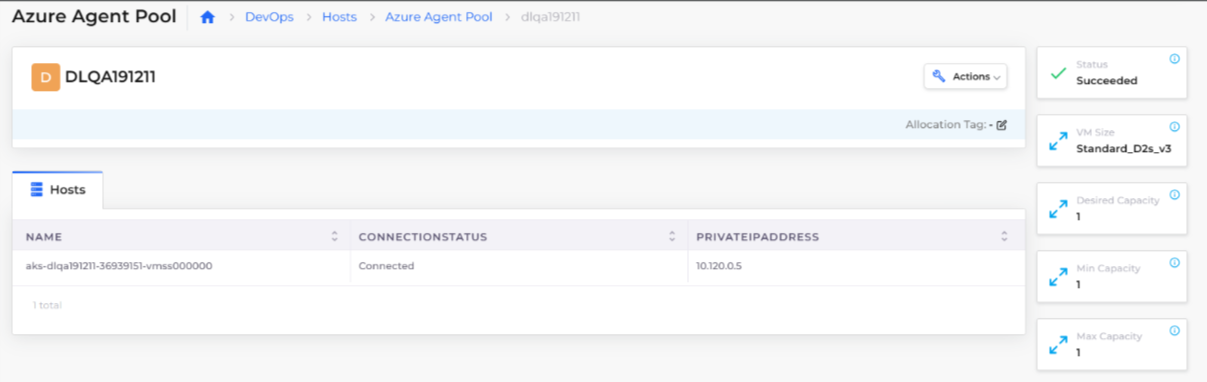 Azure Agent Pool
DevOps > Hosts > Azure Agent Pool > dlqa191211
D DLQA191211
Actions
Allocation Tag: -
Hosts
NAME CONNECTIONSTATUS PRIVATEIPADDRESS
aks-dlqa191211-36939151-vmss000000 Connected 10.120.0.5
1 total
Status
Succeeded
VM Size
Standard_D2s_v3
Desired Capacity
1
Min Capacity
1
Max Capacity
1